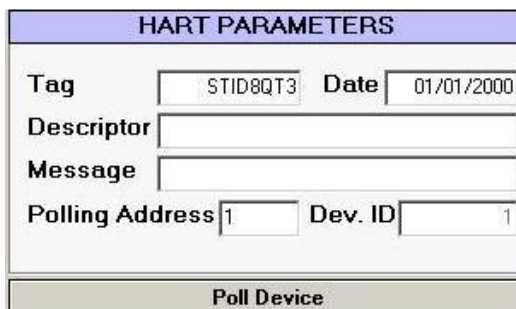 HART PARAMETERS
Tag STID8QT3 Date 01/01/2000
Descriptor
Message
Polling Address 1 Dev. ID 1
Poll Device